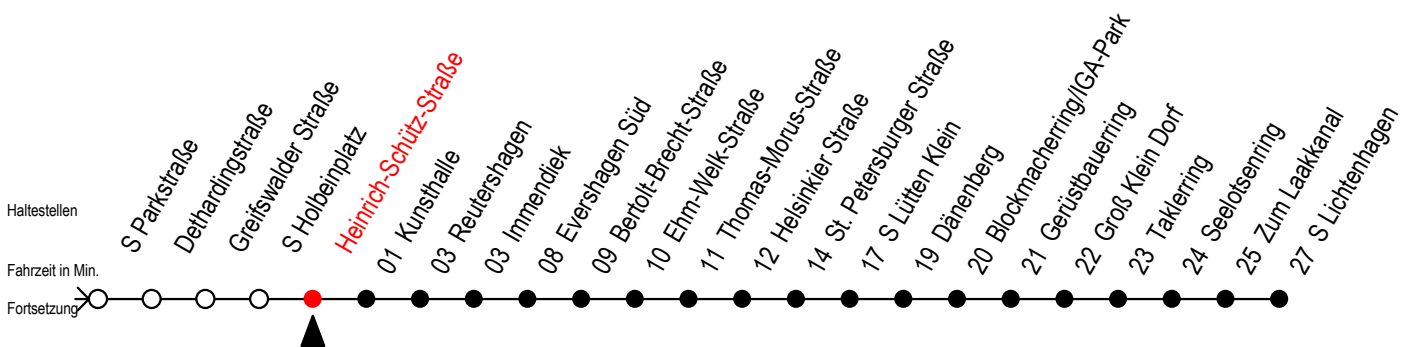 S Parkstraße
Dethardingstraße
Greifswalder Straße
S Holbeinplatz
Heinrich-Schütz-Straße
01 Kunsthalle
03 Reutershagen
03 Immendiek
08 Evershagen Süd
09 Bertolt-Brecht-Straße
10 Ehm-Welk-Straße
11 Thomas-Morus-Straße
12 Helsinkier Straße
14 St. Petersburger Straße
17 S Lütten Klein
19 Dänenberg
20 Blockmacherring/IGA-Park
21 Gerüstbauerring
22 Groß Klein Dorf
23 Taklerring
24 Seelotsenring
25 Zum Laakkanal
27 S Lichtenhagen
Haltestellen
Fahrzeit in Min.
Fortsetzung